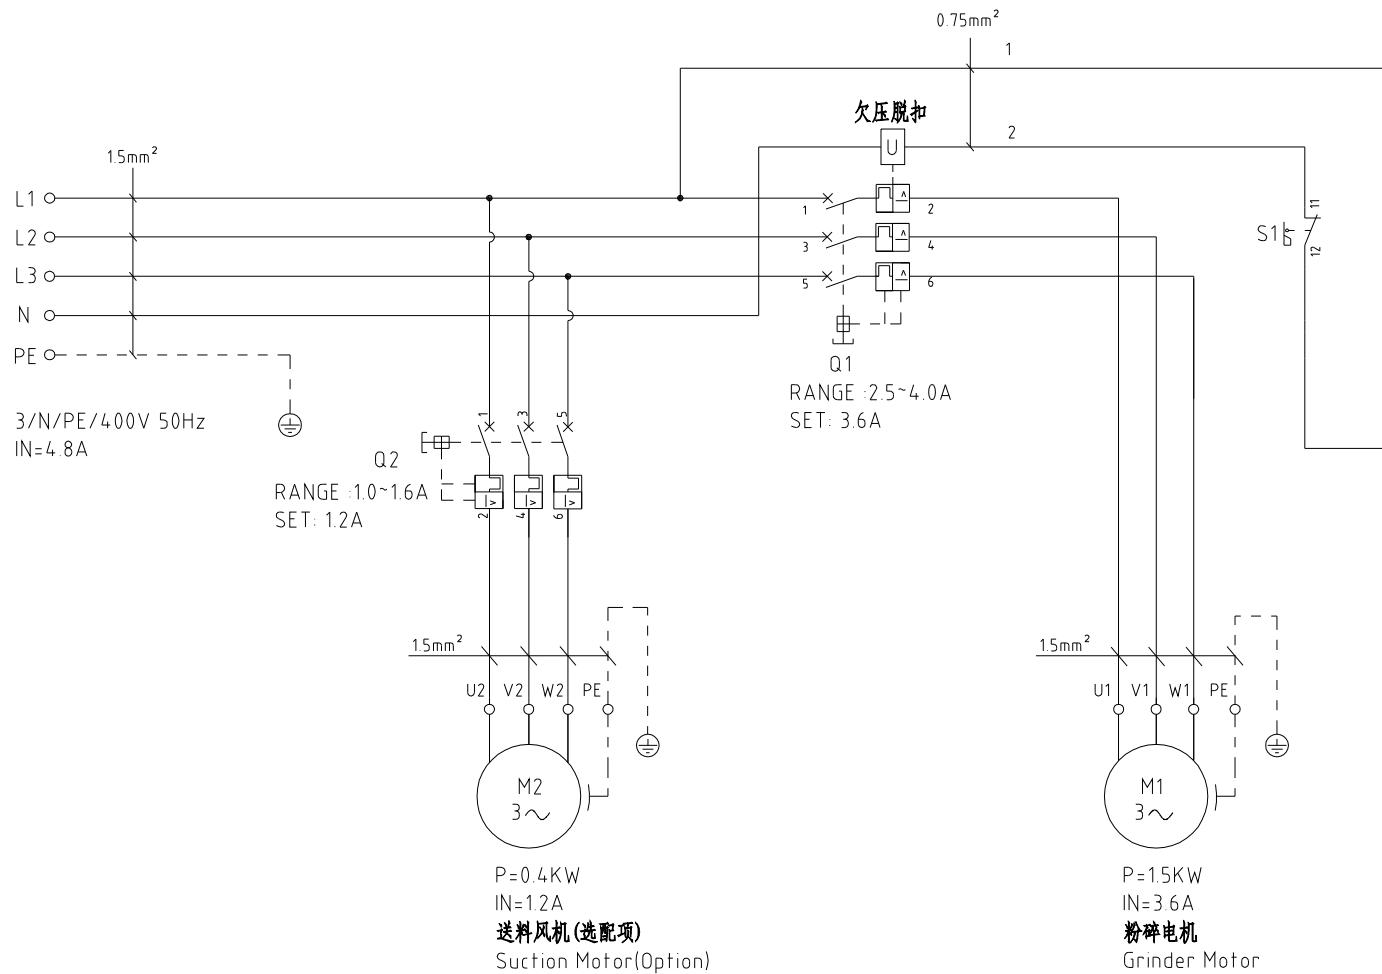 0.75mm²
1
欠压脱扣
2
U
1.5mm²
L1
1
2
11
L2
3
4
S1
12
L3
5
6
N
PE
Q1
RANGE :2.5~4.0A
SET: 3.6A
3/N/PE/400V 50Hz
IN=4.8A
1
3
5
Q2
RANGE :1.0~1.6A
SET: 1.2A
2
4
6
1.5mm²
1.5mm²
U2 V2 W2 PE
U1 V1 W1 PE
M2
3~
M1
3~
P=0.4KW
IN=1.2A
送料风机(选配项)
Suction Motor(Option)
P=1.5KW
IN=3.6A
粉碎电机
Grinder Motor